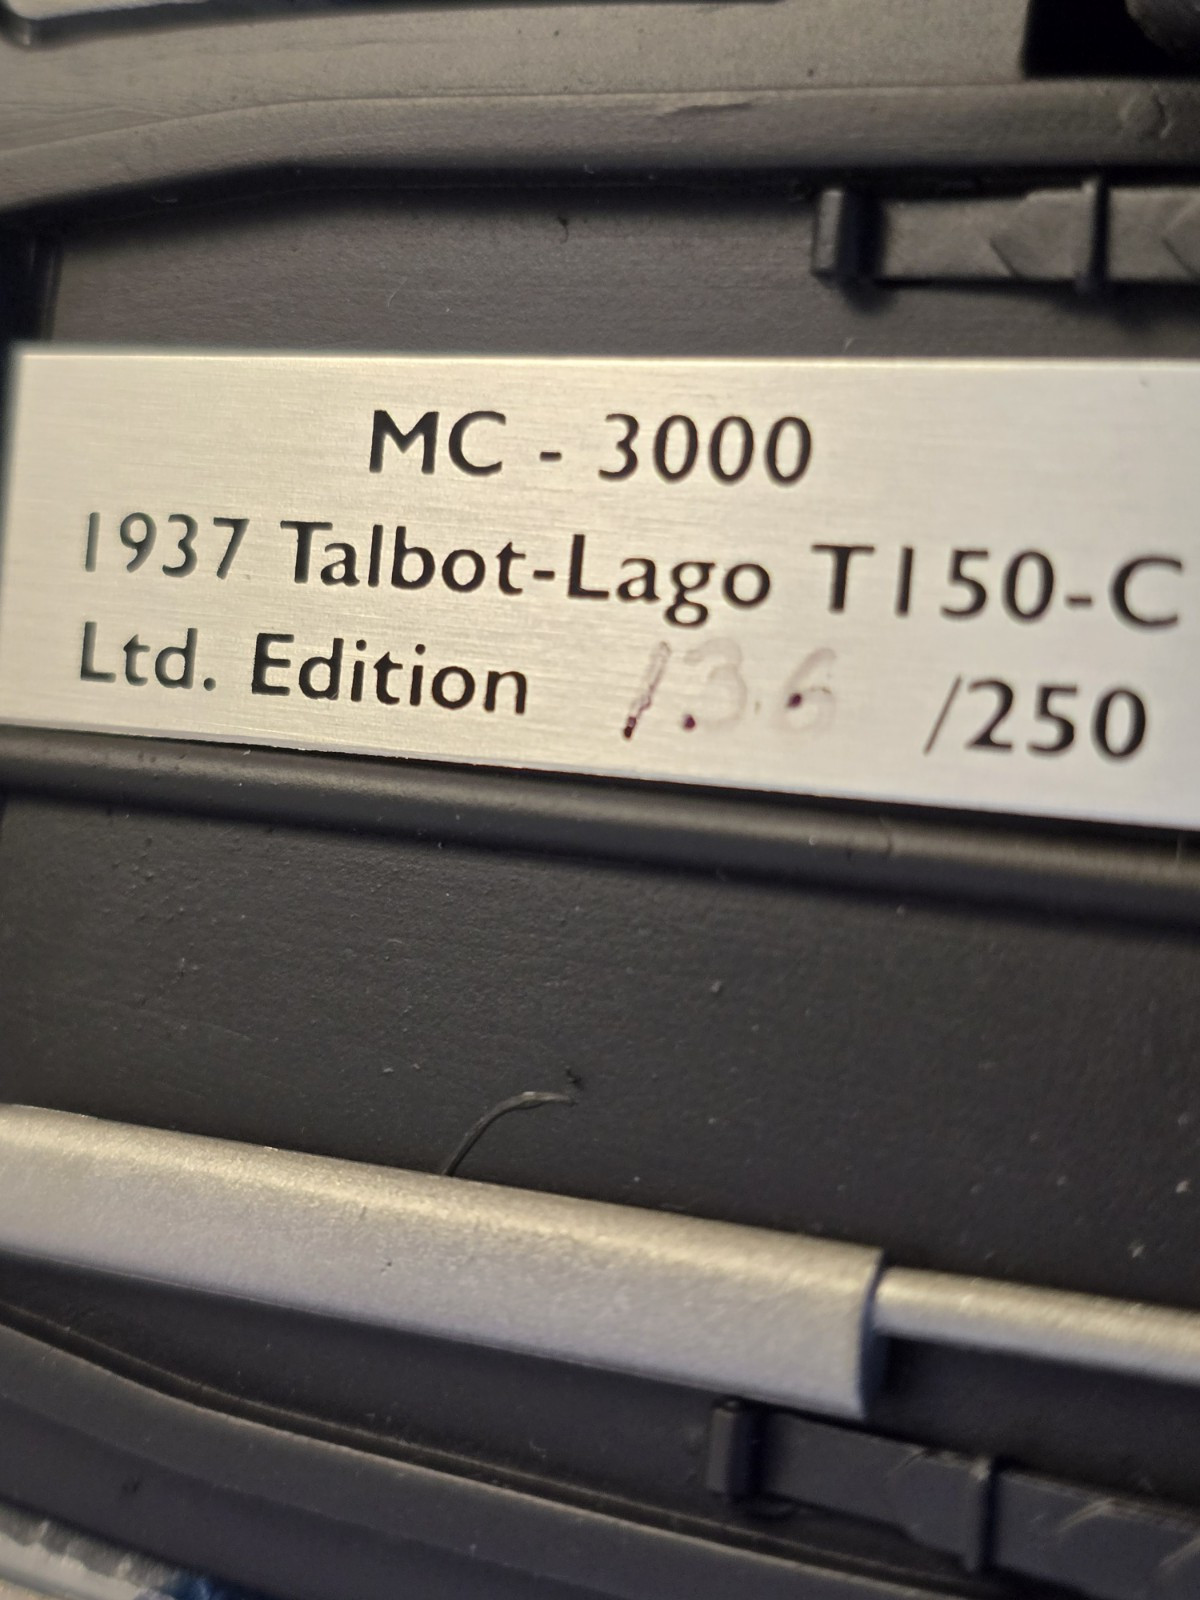 MC - 3000
1937 Talbot-Lago T150-C
Ltd. Edition 136 /250